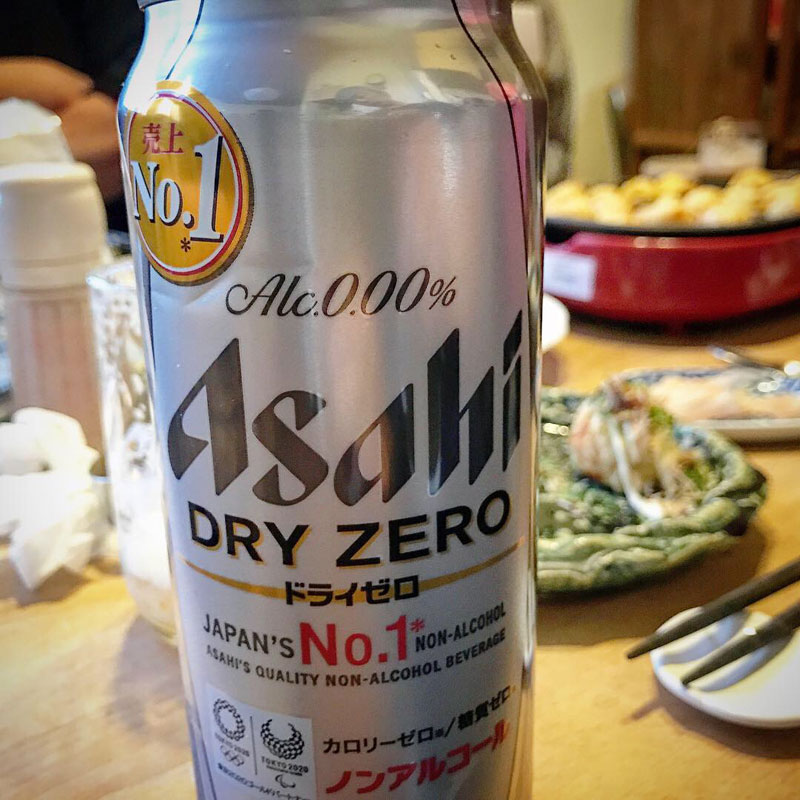 売上
No.1*
Alc.0.00%
Asahi
DRY ZERO
ドライゼロ
JAPAN'S No.1* NON-ALCOHOL
ASAHI'S QUALITY NON-ALCOHOL BEVERAGE
TOKYO 2020
TOKYO 2020
カロリーゼロ※/糖質ゼロ
ノンアルコール